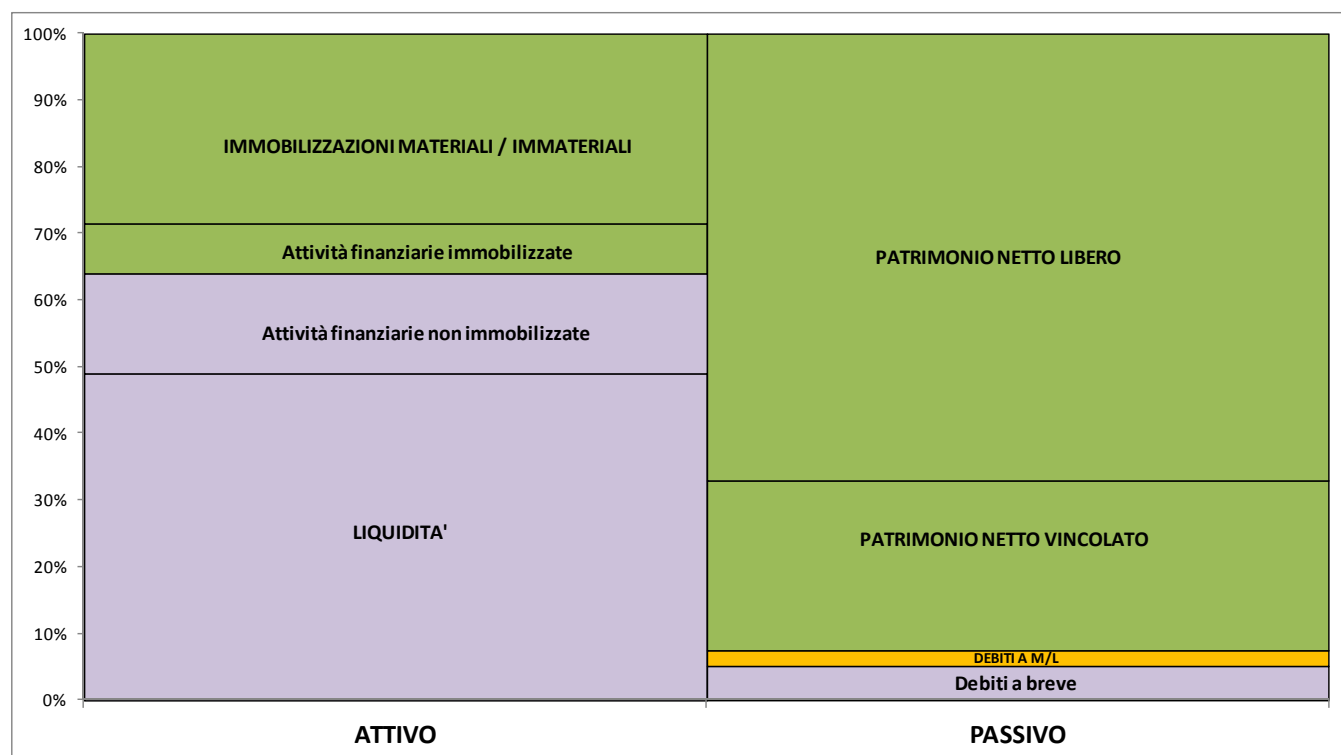 100%
90%
80%
70%
60%
50%
40%
30%
20%
10%
0%
IMMOBILIZZAZIONI MATERIALI / IMMATERIALI
Attività finanziarie immobilizzate
Attività finanziarie non immobilizzate
LIQUIDITA'
PATRIMONIO NETTO LIBERO
PATRIMONIO NETTO VINCOLATO
DEBITI A M/L
Debiti a breve
ATTIVO
PASSIVO